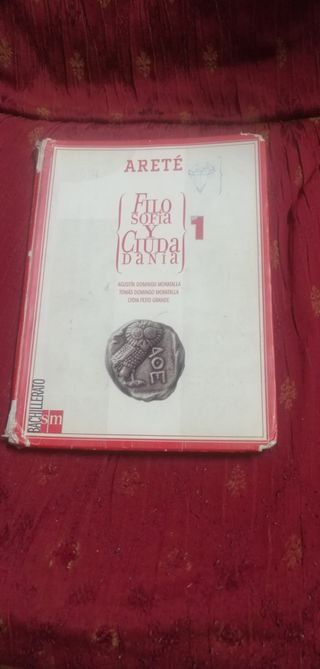 ARETÉ
FILO
SOFÍA
Y
CIUDA
DANÍA
1
AGUSTÍN DOMINGO MORATALLA
TOMÁS DOMINGO MORATALLA
LYDIA FEITO GRANDE
ΑΘΕ
BACHILLERATO
sm